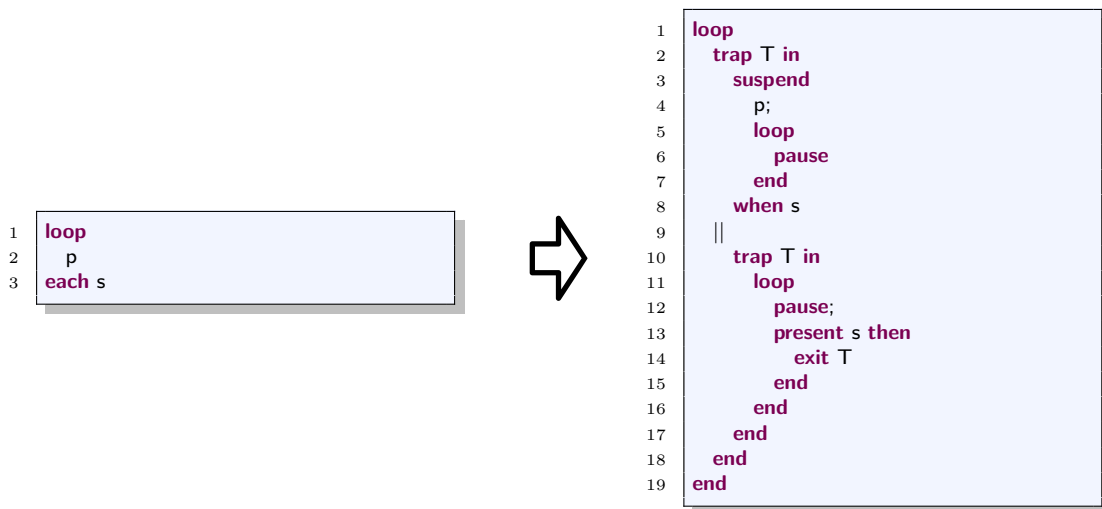 1 loop
2 p
3 each s
1 loop
2 trap T in
3 suspend
4 p;
5 loop
6 pause
7 end
8 when s
9 ||
10 trap T in
11 loop
12 pause;
13 present s then
14 exit T
15 end
16 end
17 end
18 end
19 end